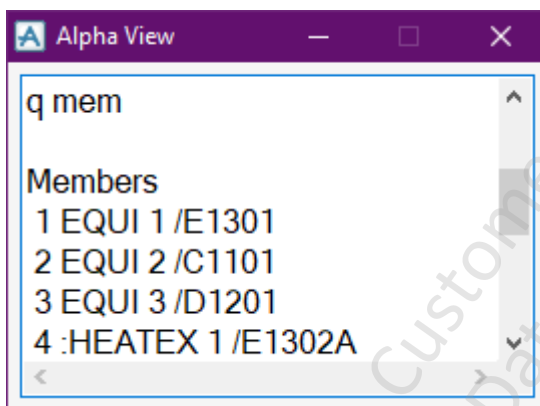 Alpha View
q mem
Members
1 EQUI 1 /E1301
2 EQUI 2 /C1101
3 EQUI 3 /D1201
4 :HEATEX 1 /E1302A